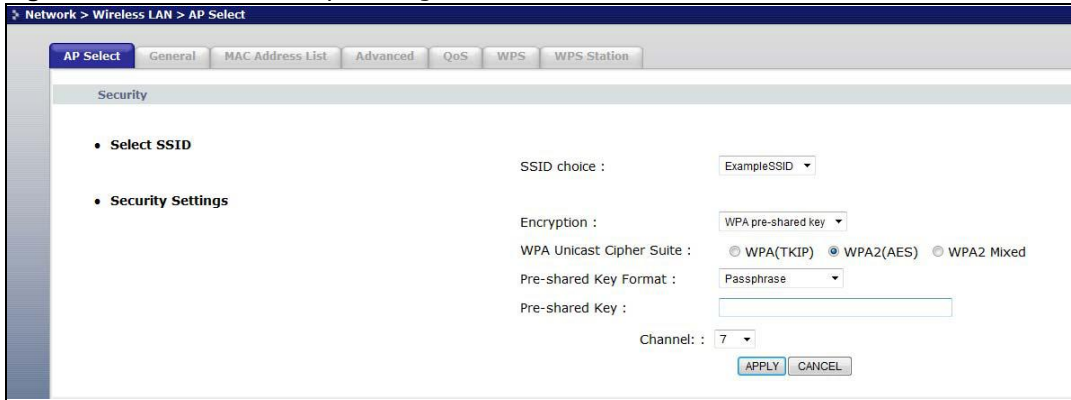 Network > Wireless LAN > AP Select
AP Select General MAC Address List Advanced QoS WPS WPS Station
Security
• Select SSID
SSID choice : ExampleSSID
• Security Settings
Encryption : WPA pre-shared key
WPA Unicast Cipher Suite : WPA(TKIP) WPA2(AES) WPA2 Mixed
Pre-shared Key Format : Passphrase
Pre-shared Key :
Channel: : 7
APPLY CANCEL